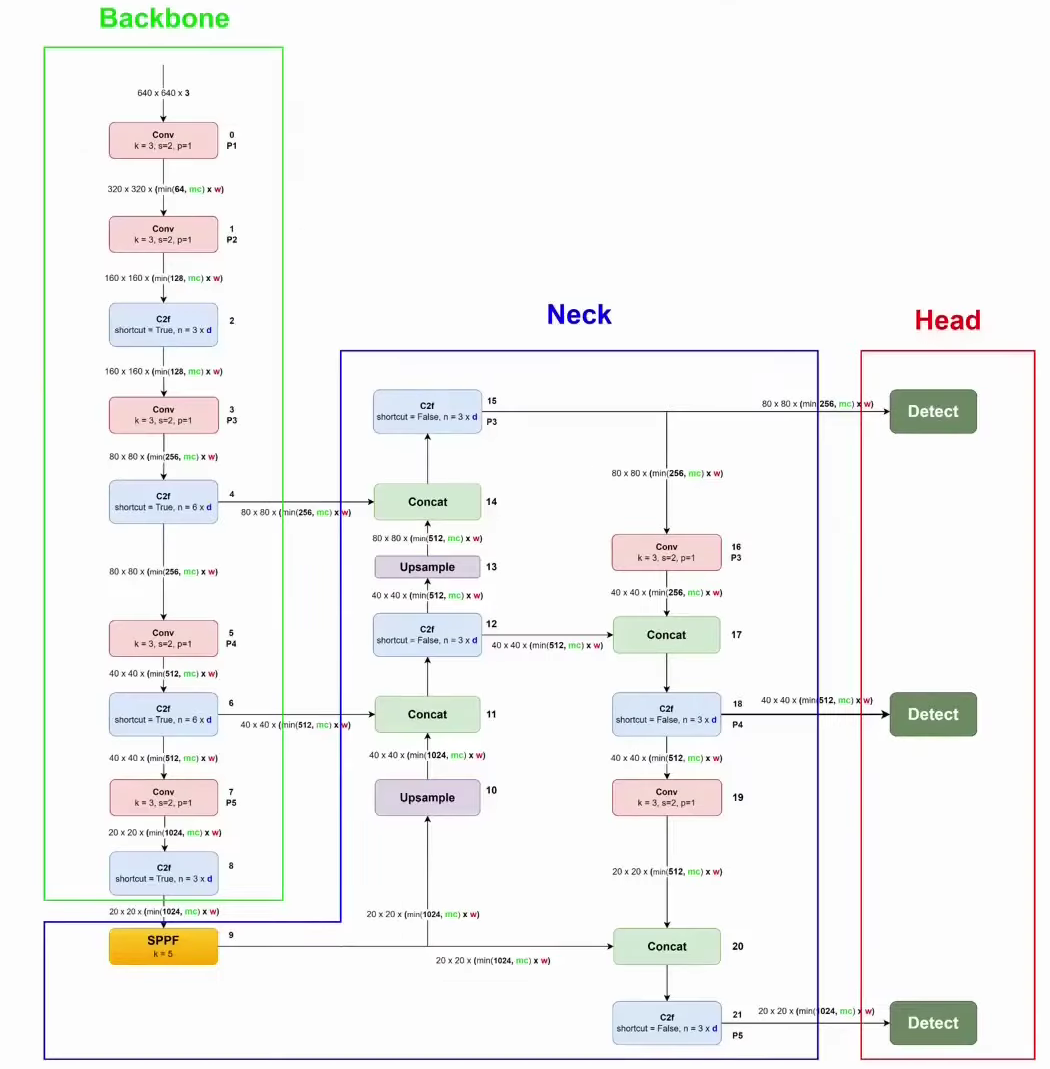 Backbone
640 x 640 x 3
Conv
k = 3, s=2, p=1
0
P1
320 x 320 x (min(64, mc) x w)
Conv
k = 3, s=2, p=1
1
P2
160 x 160 x (min(128, mc) x w)
C2f
shortcut = True, n = 3 x d
2
160 x 160 x (min(128, mc) x w)
Conv
k = 3, s=2, p=1
3
P3
80 x 80 x (min(256, mc) x w)
C2f
shortcut = True, n = 6 x d
4
80 x 80 x (min(256, mc) x w)
80 x 80 x (min(256, mc) x w)
Conv
k = 3, s=2, p=1
5
P4
40 x 40 x (min(512, mc) x w)
C2f
shortcut = True, n = 6 x d
6
40 x 40 x (min(512, mc) x w)
40 x 40 x (min(512, mc) x w)
Conv
k = 3, s=2, p=1
7
P5
20 x 20 x (min(1024, mc) x w)
C2f
shortcut = True, n = 3 x d
8
20 x 20 x (min(1024, mc) x w)
Neck
SPPF
k = 5
9
20 x 20 x (min(1024, mc) x w)
20 x 20 x (min(1024, mc) x w)
Upsample
10
40 x 40 x (min(1024, mc) x w)
Concat
11
C2f
shortcut = False, n = 3 x d
12
40 x 40 x (min(512, mc) x w)
40 x 40 x (min(512, mc) x w)
Upsample
13
80 x 80 x (min(512, mc) x w)
Concat
14
C2f
shortcut = False, n = 3 x d
15
P3
80 x 80 x (min(256, mc) x w)
80 x 80 x (min(256, mc) x w)
Conv
k = 3, s=2, p=1
16
P3
40 x 40 x (min(256, mc) x w)
Concat
17
C2f
shortcut = False, n = 3 x d
18
P4
40 x 40 x (min(512, mc) x w)
40 x 40 x (min(512, mc) x w)
Conv
k = 3, s=2, p=1
19
20 x 20 x (min(512, mc) x w)
Concat
20
C2f
shortcut = False, n = 3 x d
21
P5
20 x 20 x (min(1024, mc) x w)
Head
Detect
Detect
Detect